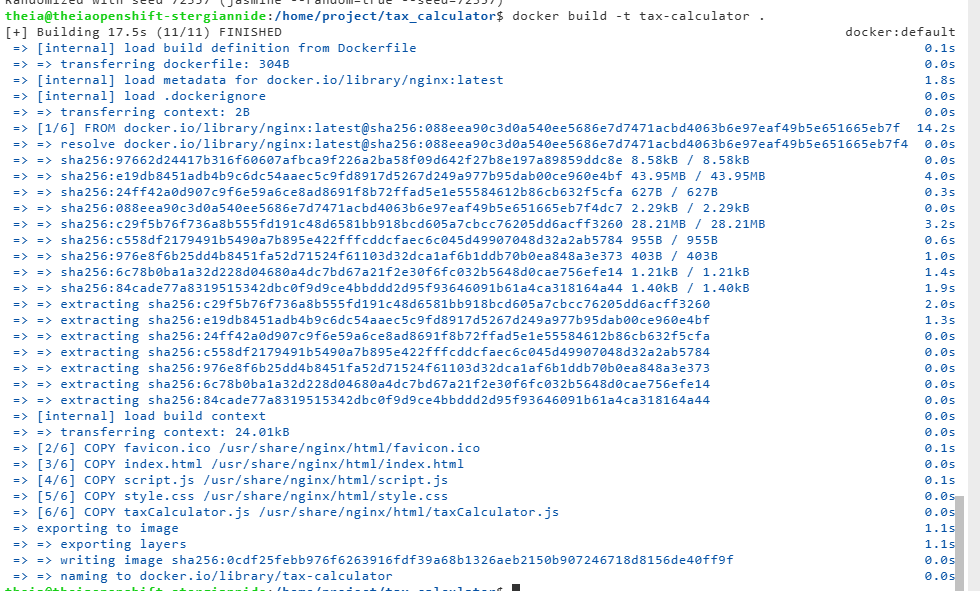 Randomized with seed 72557 (jasmine --random=true --seed=72557)
theia@theiaopenshift-stergiannide:/home/project/tax_calculator$ docker build -t tax-calculator .
[+] Building 17.5s (11/11) FINISHED docker:default
=> [internal] load build definition from Dockerfile 0.1s
=> => transferring dockerfile: 304B 0.0s
=> [internal] load metadata for docker.io/library/nginx:latest 1.8s
=> [internal] load .dockerignore 0.0s
=> => transferring context: 2B 0.0s
=> [1/6] FROM docker.io/library/nginx:latest@sha256:088eea90c3d0a540ee5686e7d7471acbd4063b6e97eaf49b5e651665eb7f 14.2s
=> => resolve docker.io/library/nginx:latest@sha256:088eea90c3d0a540ee5686e7d7471acbd4063b6e97eaf49b5e651665eb7f4 0.0s
=> => sha256:97662d24417b316f60607afbca9f226a2ba58f09d642f27b8e197a89859ddc8e 8.58kB / 8.58kB 0.0s
=> => sha256:e19db8451adb4b9c6dc54aaec5c9fd8917d5267d249a977b95dab00ce960e4bf 43.95MB / 43.95MB 4.0s
=> => sha256:24ff42a0d907c9f6e59a6ce8ad8691f8b72ffad5e1e55584612b86cb632f5cfa 627B / 627B 0.3s
=> => sha256:088eea90c3d0a540ee5686e7d7471acbd4063b6e97eaf49b5e651665eb7f4dc7 2.29kB / 2.29kB 0.0s
=> => sha256:c29f5b76f736a8b555fd191c48d6581bb918bcd605a7cbcc76205dd6acff3260 28.21MB / 28.21MB 3.2s
=> => sha256:c558df2179491b5490a7b895e422fffcddcfaec6c045d49907048d32a2ab5784 955B / 955B 0.6s
=> => sha256:976e8f6b25dd4b8451fa52d71524f61103d32dca1af6b1ddb70b0ea848a3e373 403B / 403B 1.0s
=> => sha256:6c78b0ba1a32d228d04680a4dc7bd67a21f2e30f6fc032b5648d0cae756efe14 1.21kB / 1.21kB 1.4s
=> => sha256:84cade77a8319515342dbc0f9d9ce4bbddd2d95f93646091b61a4ca318164a44 1.40kB / 1.40kB 1.9s
=> => extracting sha256:c29f5b76f736a8b555fd191c48d6581bb918bcd605a7cbcc76205dd6acff3260 2.0s
=> => extracting sha256:e19db8451adb4b9c6dc54aaec5c9fd8917d5267d249a977b95dab00ce960e4bf 1.3s
=> => extracting sha256:24ff42a0d907c9f6e59a6ce8ad8691f8b72ffad5e1e55584612b86cb632f5cfa 0.0s
=> => extracting sha256:c558df2179491b5490a7b895e422fffcddcfaec6c045d49907048d32a2ab5784 0.0s
=> => extracting sha256:976e8f6b25dd4b8451fa52d71524f61103d32dca1af6b1ddb70b0ea848a3e373 0.0s
=> => extracting sha256:6c78b0ba1a32d228d04680a4dc7bd67a21f2e30f6fc032b5648d0cae756efe14 0.0s
=> => extracting sha256:84cade77a8319515342dbc0f9d9ce4bbddd2d95f93646091b61a4ca318164a44 0.0s
=> [internal] load build context 0.0s
=> => transferring context: 24.01kB 0.0s
=> [2/6] COPY favicon.ico /usr/share/nginx/html/favicon.ico 0.1s
=> [3/6] COPY index.html /usr/share/nginx/html/index.html 0.0s
=> [4/6] COPY script.js /usr/share/nginx/html/script.js 0.1s
=> [5/6] COPY style.css /usr/share/nginx/html/style.css 0.0s
=> [6/6] COPY taxCalculator.js /usr/share/nginx/html/taxCalculator.js 0.0s
=> exporting to image 1.1s
=> => exporting layers 1.1s
=> => writing image sha256:0cdf25febb976f6263916fdf39a68b1326aeb2150b907246718d8156de40ff9f 0.0s
=> => naming to docker.io/library/tax-calculator 0.0s
theia@theiaopenshift-stergiannide:/home/project/tax_calculator$